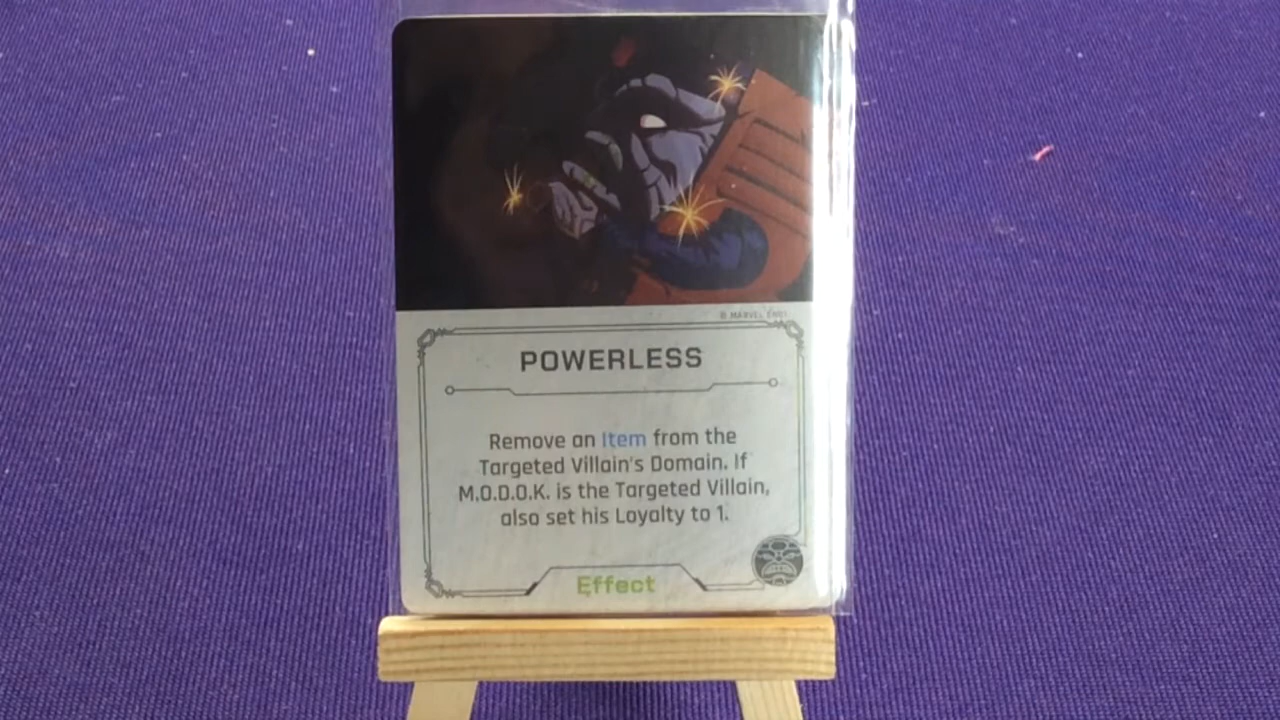 POWERLESS
Remove an Item from the
Targeted Villain's Domain. If
M.O.D.O.K. is the Targeted Villain,
also set his Loyalty to 1.
Effect